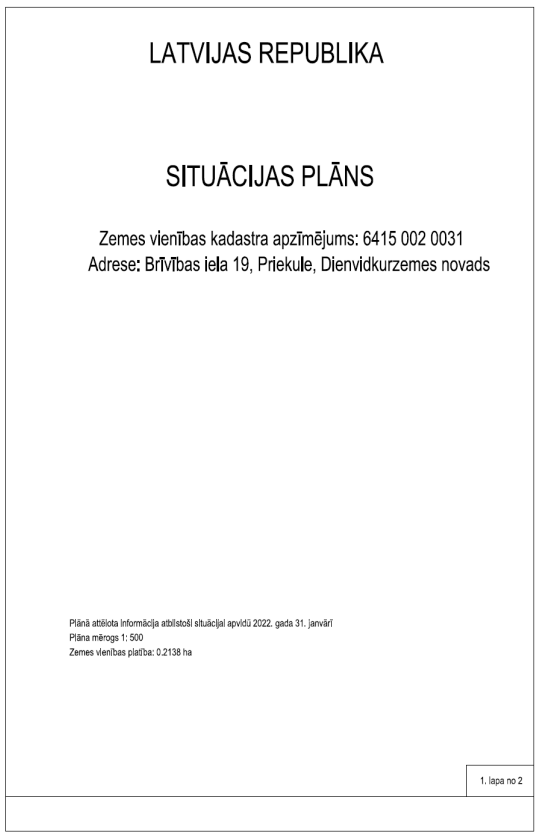 LATVIJAS REPUBLIKA
SITUĀCIJAS PLĀNS
Zemes vienības kadastra apzīmējums: 6415 002 0031
Adrese: Brīvības iela 19, Priekule, Dienvidkurzemes novads
Plānā attēlota informācija atbilstoši situācijai apvidū 2022. gada 31. janvārī
Plāna mērogs 1: 500
Zemes vienības platība: 0.2138 ha
1. lapa no 2